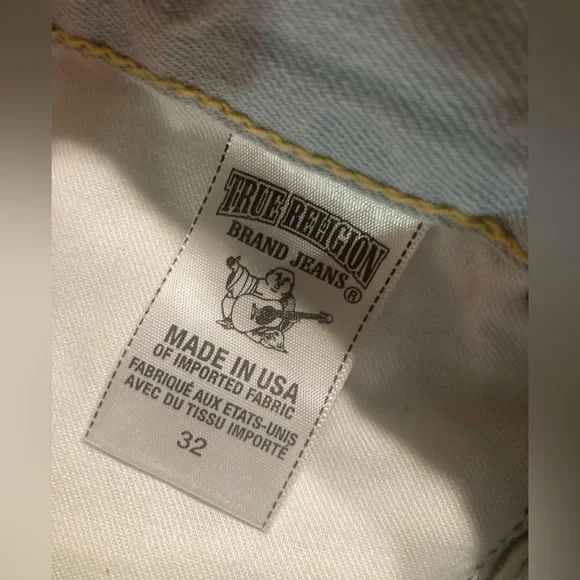 TRUE RELIGION
BRAND JEANS®
MADE IN USA
OF IMPORTED FABRIC
FABRIQUÉ AUX ETATS-UNIS
AVEC DU TISSU IMPORTÉ
32